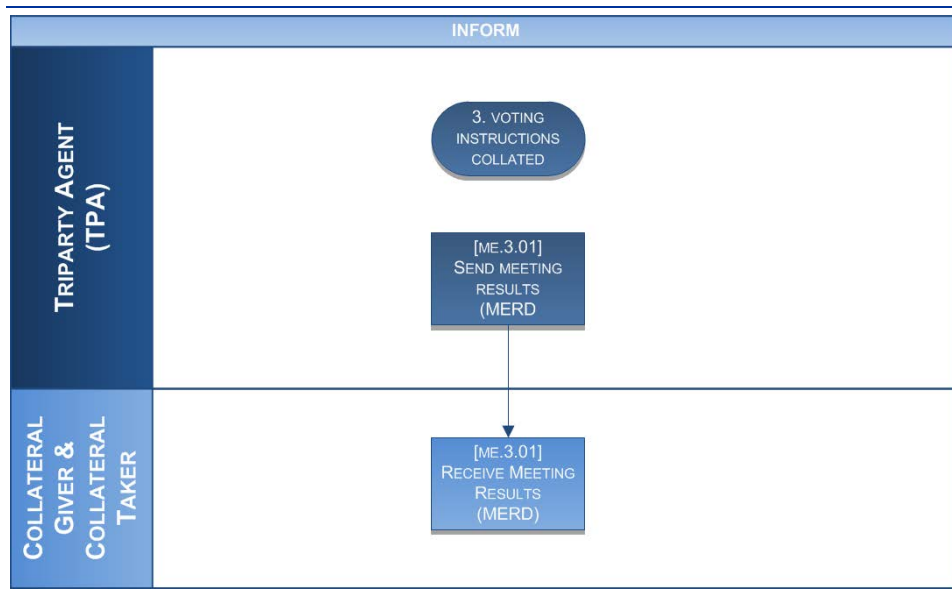 INFORM
TRIPARTY AGENT
(TPA)
3. VOTING
INSTRUCTIONS
COLLATED
[ME.3.01]
SEND MEETING
RESULTS
(MERD
COLLATERAL
GIVER &
COLLATERAL
TAKER
[ME.3.01]
RECEIVE MEETING
RESULTS
(MERD)